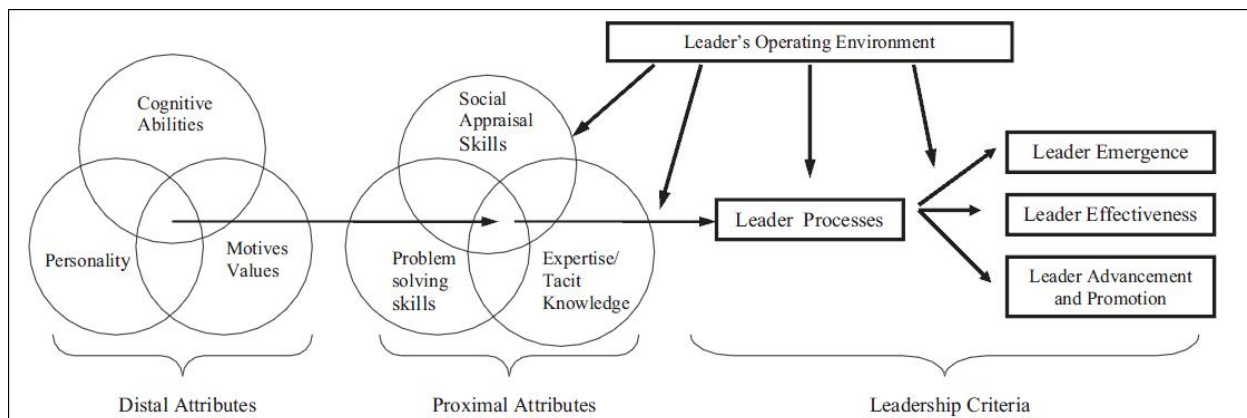 Leader's Operating Environment
Cognitive
Abilities
Personality
Motives
Values
Social
Appraisal
Skills
Problem
solving
skills
Expertise/
Tacit
Knowledge
Leader Processes
Leader Emergence
Leader Effectiveness
Leader Advancement
and Promotion
Distal Attributes
Proximal Attributes
Leadership Criteria